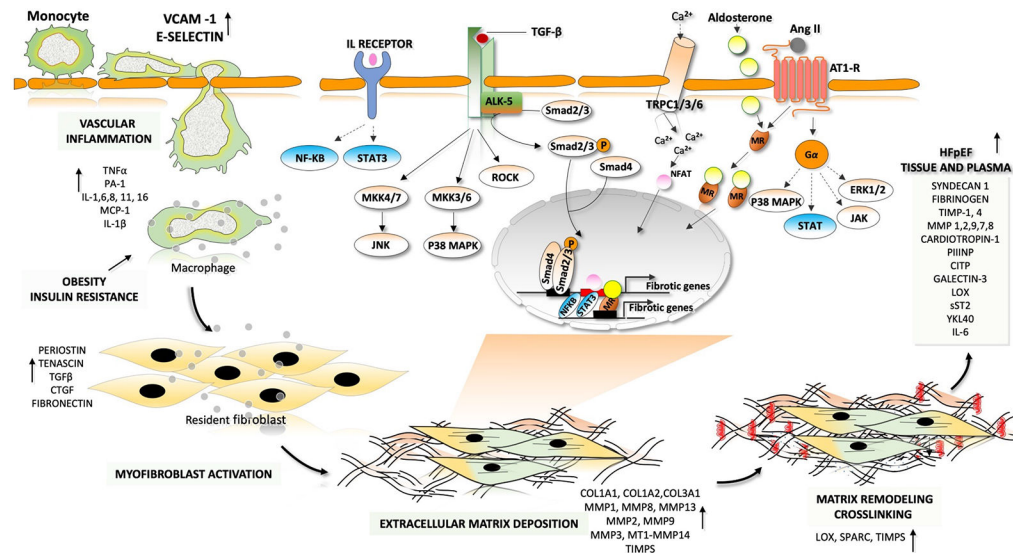 Monocyte
VCAM -1
E-SELECTIN
VASCULAR
INFLAMMATION
TNFα
PA-1
IL-1,6,8, 11, 16
MCP-1
IL-1β
Macrophage
OBESITY
INSULIN RESISTANCE
PERIOSTIN
TENASCIN
TGFβ
CTGF
FIBRONECTIN
Resident fibroblast
MYOFIBROBLAST ACTIVATION
IL RECEPTOR
NF-KB
STAT3
TGF-β
ALK-5
Smad2/3
Smad2/3
P
Smad4
ROCK
MKK4/7
MKK3/6
JNK
P38 MAPK
Ca²⁺
TRPC1/3/6
Ca²⁺
Ca²⁺
Ca²⁺
NFAT
Aldosterone
Ang II
AT1-R
MR
MR
MR
Gα
P38 MAPK
ERK1/2
STAT
JAK
Smad4
Smad2/3
P
NFKB
STAT3
MR
Fibrotic genes
Fibrotic genes
EXTRACELLULAR MATRIX DEPOSITION
COL1A1, COL1A2,COL3A1
MMP1, MMP8, MMP13
MMP2, MMP9
MMP3, MT1-MMP14
TIMPS
MATRIX REMODELING
CROSSLINKING
LOX, SPARC, TIMPS
HFpEF
TISSUE AND PLASMA
SYNDECAN 1
FIBRINOGEN
TIMP-1, 4
MMP 1,2,9,7,8
CARDIOTROPIN-1
PIIINP
CITP
GALECTIN-3
LOX
sST2
YKL40
IL-6